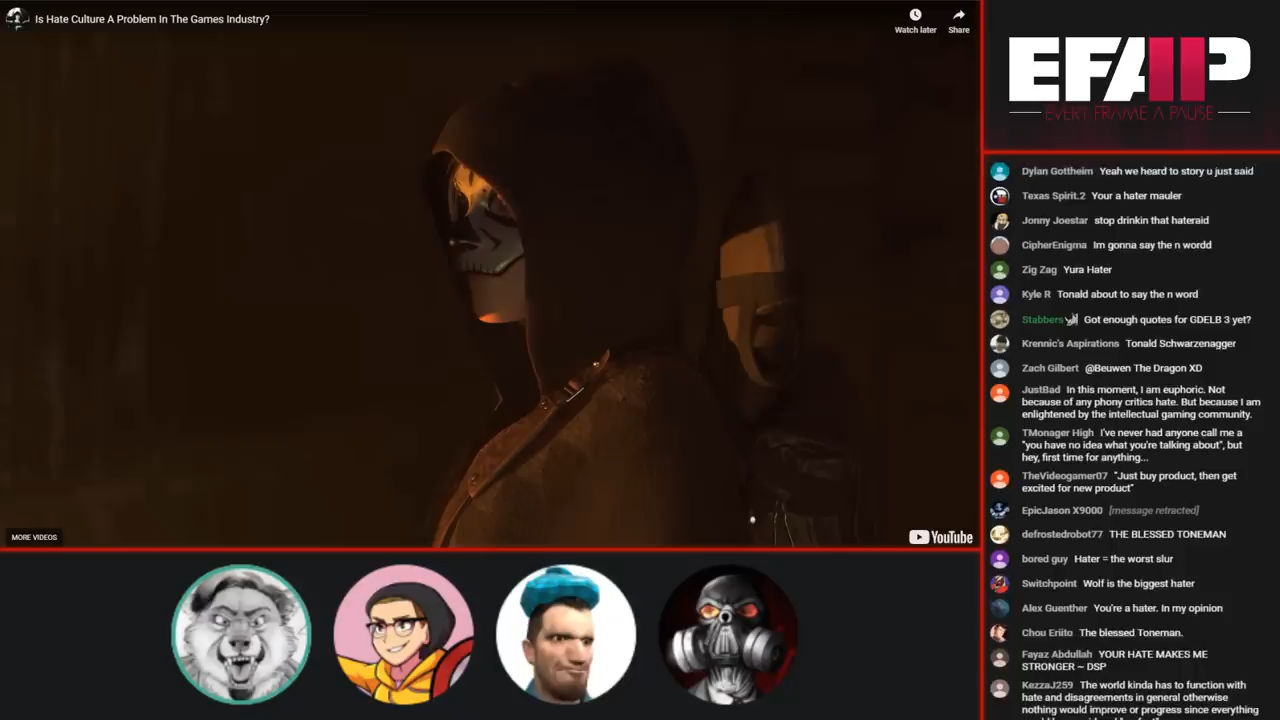 Is Hate Culture A Problem In The Games Industry?
Watch later
Share
MORE VIDEOS
YouTube
EFAP
EVERY FRAME A PAUSE
Dylan Gottheim Yeah we heard to story u just said
Texas Spirit.2 Your a hater mauler
Jonny Joestar stop drinkin that hateraid
CipherEnigma Im gonna say the n wordd
Zig Zag Yura Hater
Kyle R Tonald about to say the n word
Stabbers Got enough quotes for GDELB 3 yet?
Krennic's Aspirations Tonald Schwarzenagger
Zach Gilbert @Beuwen The Dragon XD
JustBad In this moment, I am euphoric. Not
because of any phony critics hate. But because I am
enlightened by the intellectual gaming community.
TMonager High I've never had anyone call me a
"you have no idea what you're talking about", but
hey, first time for anything...
TheVideogamer07 "Just buy product, then get
excited for new product"
EpicJason X9000 [message retracted]
defrostedrobot77 THE BLESSED TONEMAN
bored guy Hater = the worst slur
Switchpoint Wolf is the biggest hater
Alex Guenther You're a hater. In my opinion
Chou Eriito The blessed Toneman.
Fayaz Abdullah YOUR HATE MAKES ME
STRONGER ~ DSP
KezzaJ259 The world kinda has to function with
hate and disagreements in general otherwise
nothing would improve or progress since everything